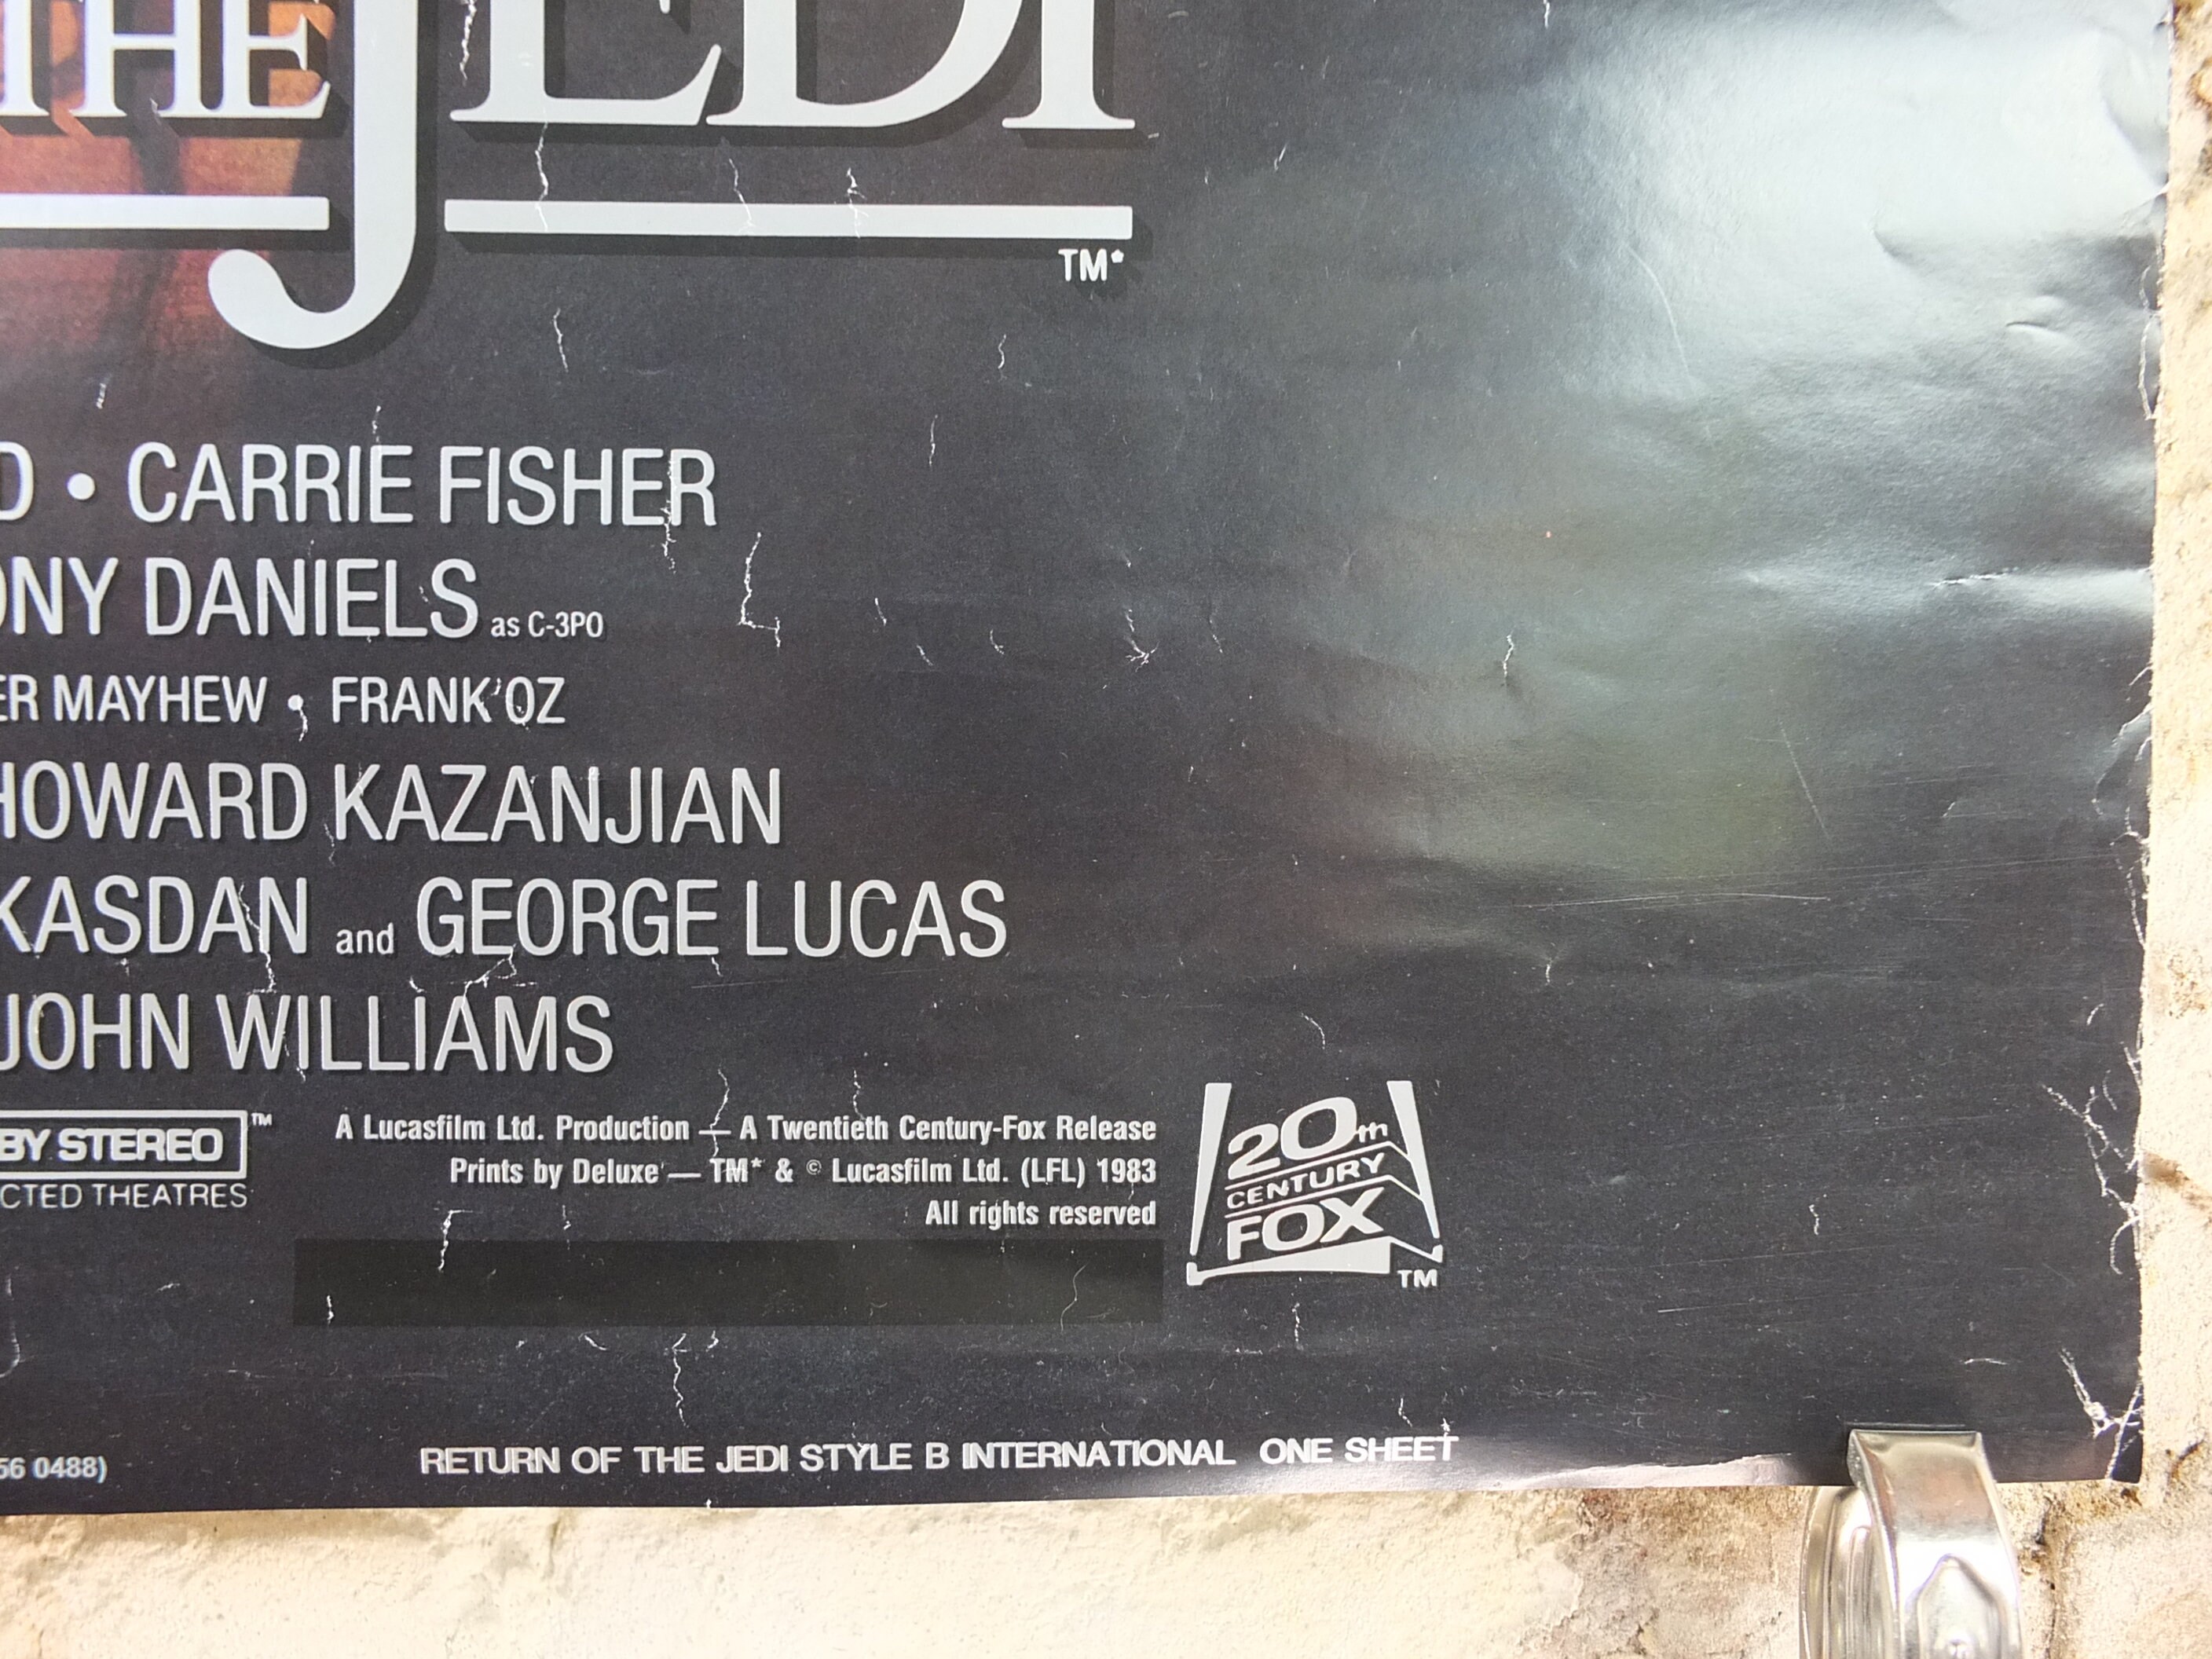 THE JEDI
TM*
D • CARRIE FISHER
ONY DANIELS as C-3PO
ER MAYHEW • FRANK OZ
HOWARD KAZANJIAN
KASDAN and GEORGE LUCAS
JOHN WILLIAMS
BY STEREO TM
CTED THEATRES
A Lucasfilm Ltd. Production — A Twentieth Century-Fox Release
Prints by Deluxe — TM* & © Lucasfilm Ltd. (LFL) 1983
All rights reserved
20th
CENTURY
FOX
TM
56 0488)
RETURN OF THE JEDI STYLE B INTERNATIONAL ONE SHEET